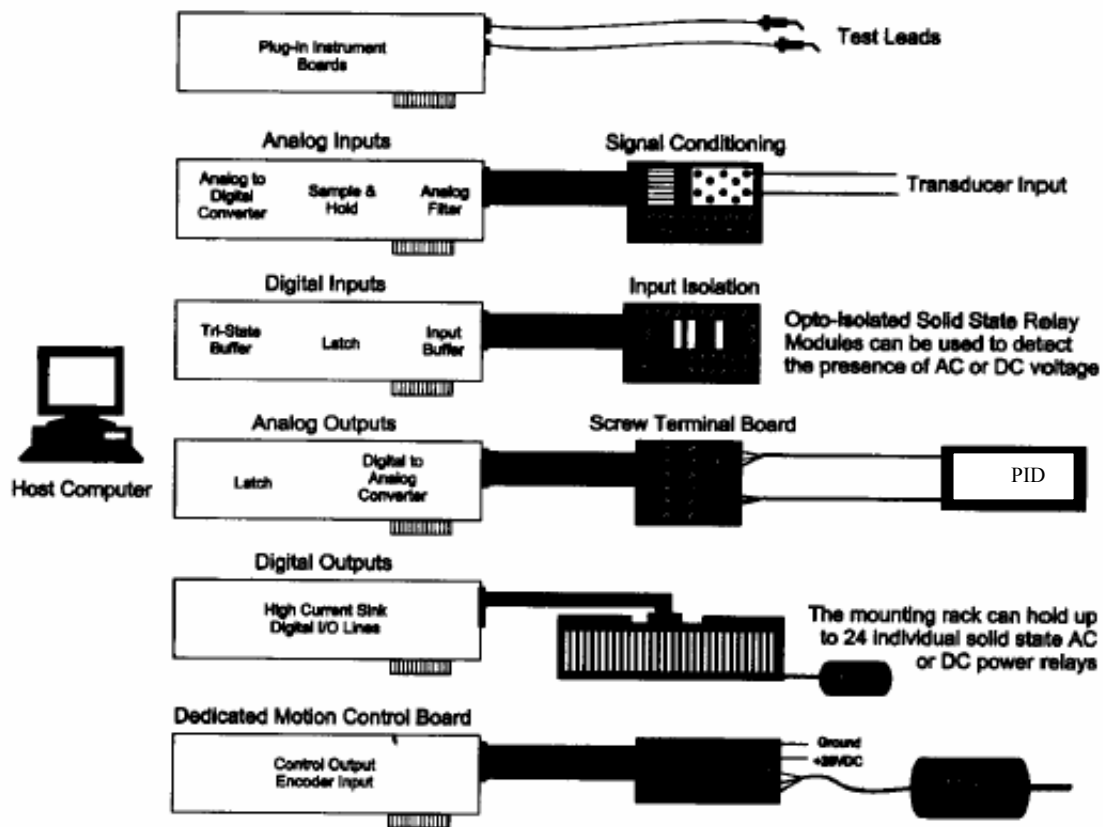 Plug-in Instrument
Boards
Test Leads
Analog Inputs
Signal Conditioning
Analog to
Digital
Converter
Sample &
Hold
Analog
Filter
Transducer Input
Digital Inputs
Input Isolation
Tri-State
Buffer
Latch
Input
Buffer
Opto-Isolated Solid State Relay
Modules can be used to detect
the presence of AC or DC voltage
Host Computer
Analog Outputs
Screw Terminal Board
Latch
Digital to
Analog
Converter
PID
Digital Outputs
High Current Sink
Digital I/O Lines
The mounting rack can hold up
to 24 individual solid state AC
or DC power relays
Dedicated Motion Control Board
Control Output
Encoder Input
Ground